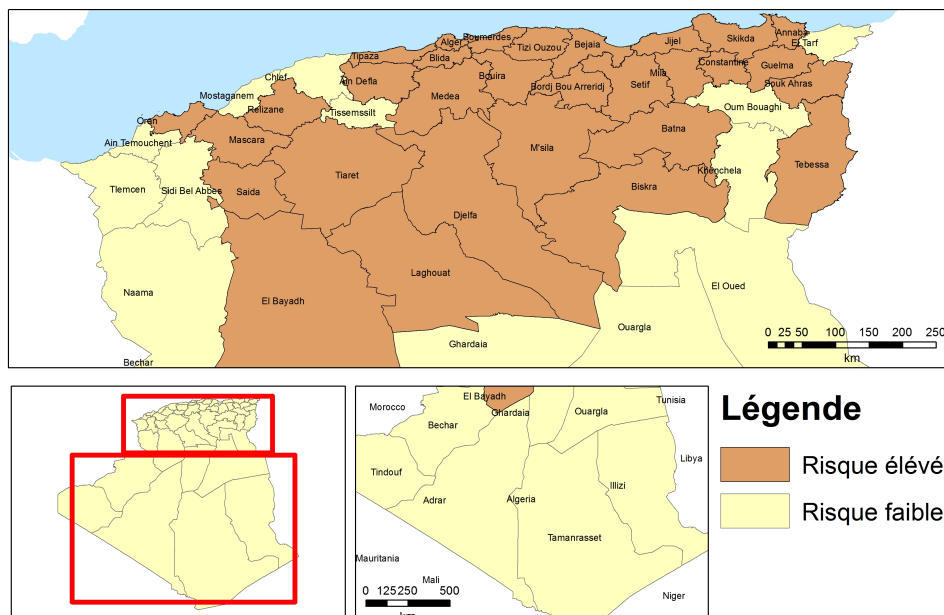 Annaba
Skikda
El Tarf
Boumerdes
Alger
Tizi Ouzou
Bejaia
Jijel
Tipaza
Blida
Constantine
Guelma
Mila
Chlef
Ain Defla
Bouira
Bordj Bou Arreridj
Setif
Souk Ahras
Mostaganem
Relizane
Tissemssilt
Medea
Oum Bouaghi
Oran
Ain Temouchent
Mascara
M'sila
Batna
Tebessa
Khenchela
Tlemcen
Sidi Bel Abbes
Saida
Tiaret
Biskra
Djelfa
Laghouat
Naama
El Bayadh
El Oued
Ouargla
Ghardaia
Bechar
0 25 50 100 150 200 250
km
El Bayadh
Morocco
Ghardaia
Ouargla
Tunisia
Bechar
Libya
Tindouf
Adrar
Algeria
Illizi
Tamanrasset
Mauritania
Mali
Niger
0 125 250 500
km
Légende
Risque élévé
Risque faible